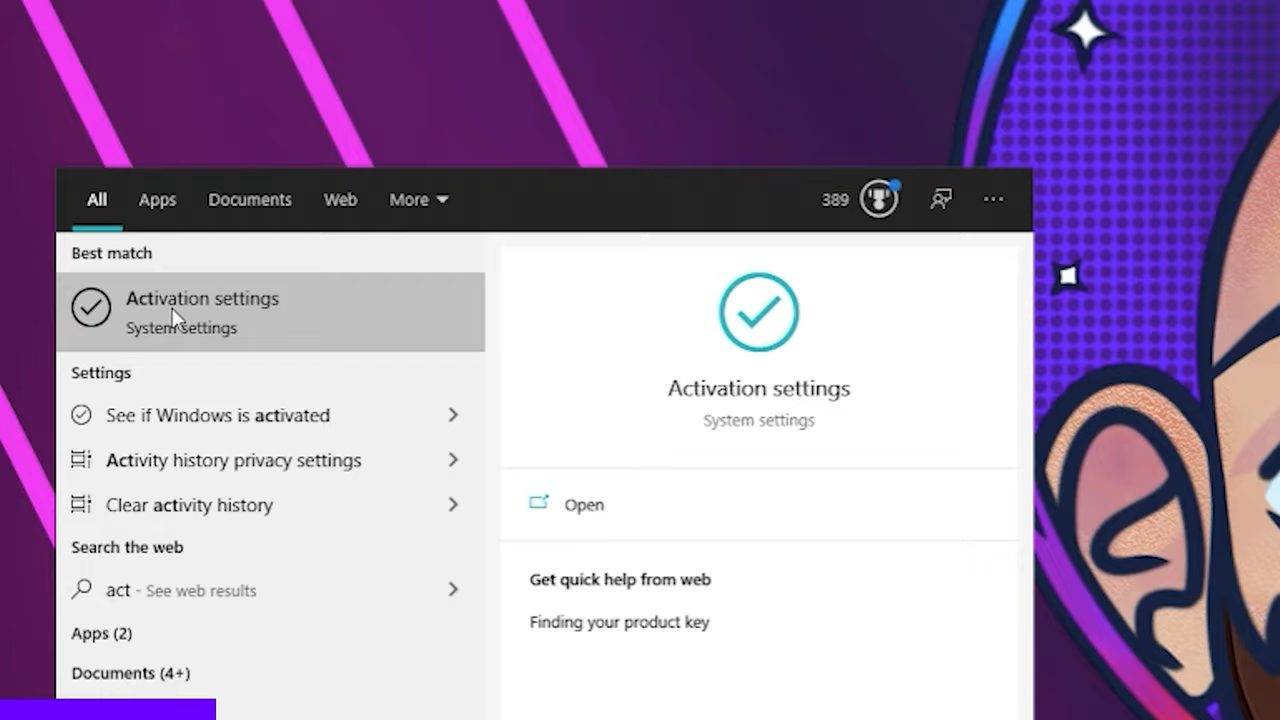 All Apps Documents Web More 389
Best match
Activation settings
System settings
Settings
See if Windows is activated
Activity history privacy settings
Clear activity history
Search the web
act - See web results
Apps (2)
Documents (4+)
Activation settings
System settings
Open
Get quick help from web
Finding your product key